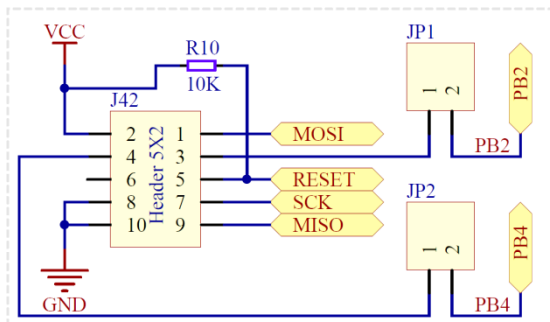 VCC
R10
10K
J42
Header 5X2
2
1
4
3
6
5
8
7
10
9
MOSI
RESET
SCK
MISO
GND
JP1
1
2
PB2
PB2
JP2
1
2
PB4
PB4